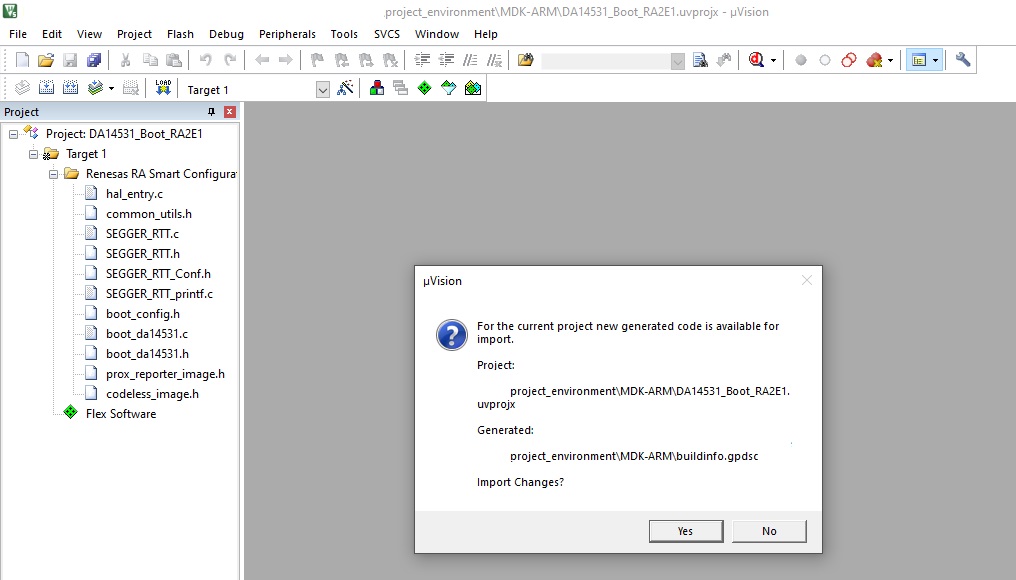 project_environment\MDK-ARM\DA14531_Boot_RA2E1.uvprojx - µVision
File Edit View Project Flash Debug Peripherals Tools SVCS Window Help
LOAD
Target 1
Project
Project: DA14531_Boot_RA2E1
Target 1
Renesas RA Smart Configura
hal_entry.c
common_utils.h
SEGGER_RTT.c
SEGGER_RTT.h
SEGGER_RTT_Conf.h
SEGGER_RTT_printf.c
boot_config.h
boot_da14531.c
boot_da14531.h
prox_reporter_image.h
codeless_image.h
Flex Software
µVision
For the current project new generated code is available for
import.
Project:
project_environment\MDK-ARM\DA14531_Boot_RA2E1.
uvprojx
Generated:
project_environment\MDK-ARM\buildinfo.gpdsc
Import Changes?
Yes No